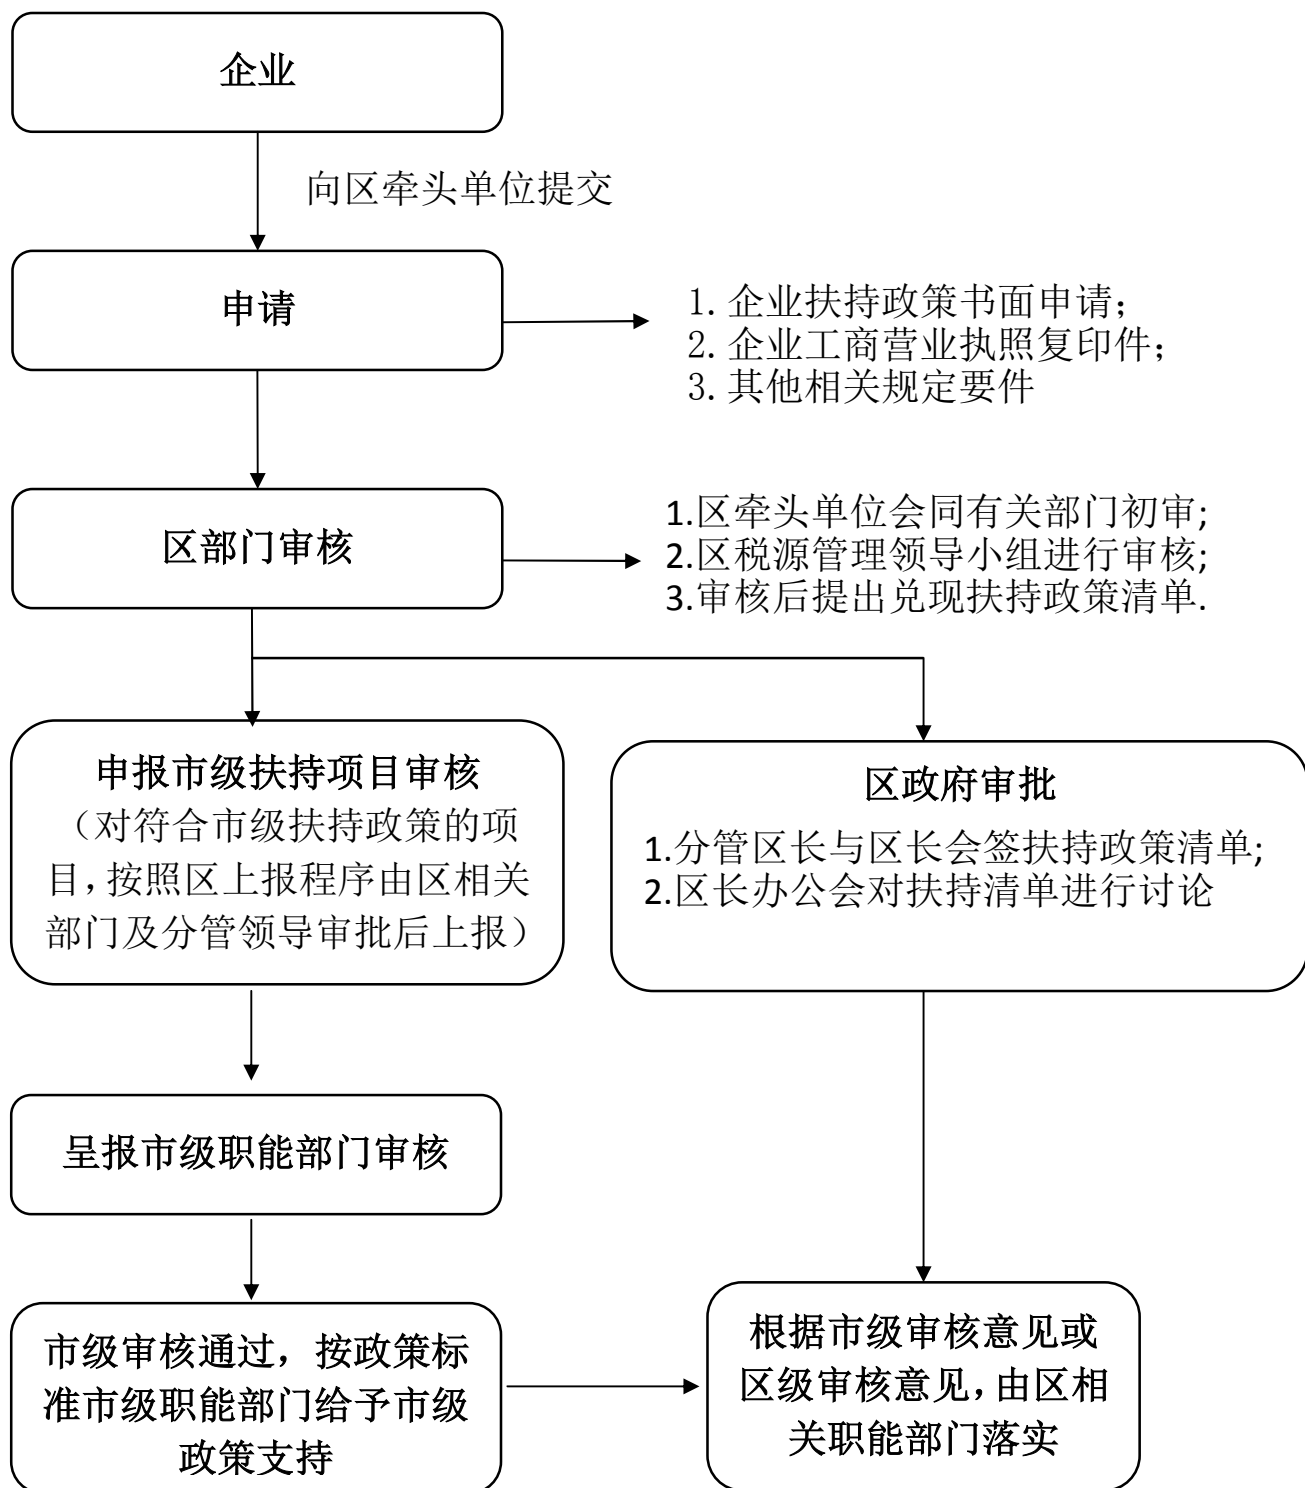 企业
向区牵头单位提交
申请
1. 企业扶持政策书面申请；
2. 企业工商营业执照复印件；
3. 其他相关规定要件
区部门审核
1.区牵头单位会同有关部门初审;
2.区税源管理领导小组进行审核;
3.审核后提出兑现扶持政策清单.
申报市级扶持项目审核
（对符合市级扶持政策的项
目，按照区上报程序由区相关
部门及分管领导审批后上报）
区政府审批
1.分管区长与区长会签扶持政策清单;
2.区长办公会对扶持清单进行讨论
呈报市级职能部门审核
市级审核通过，按政策标
准市级职能部门给予市级
政策支持
根据市级审核意见或
区级审核意见，由区相
关职能部门落实